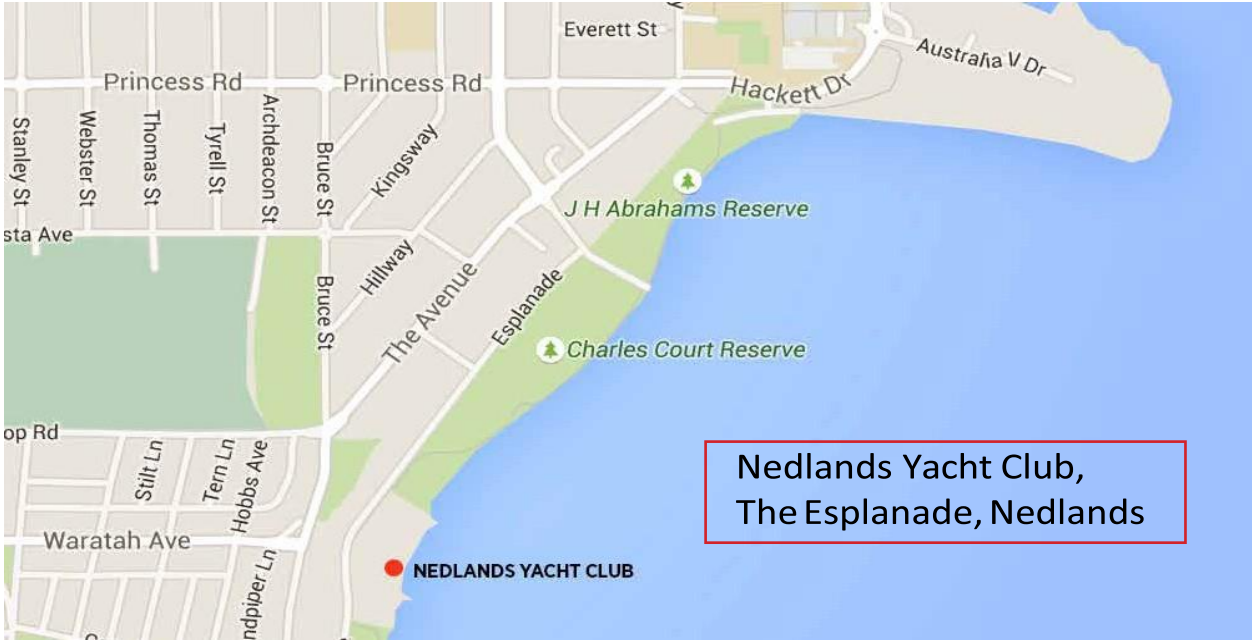 Everett St
Australia V Dr
Princess Rd
Princess Rd
Hackett Dr
Stanley St
Webster St
Thomas St
Tyrell St
Archdeacon St
Bruce St
Kingsway
J H Abrahams Reserve
sta Ave
Hillway
The Avenue
Esplanade
Bruce St
Charles Court Reserve
op Rd
Stilt Ln
Tern Ln
Hobbs Ave
Nedlands Yacht Club,
The Esplanade, Nedlands
Waratah Ave
NEDLANDS YACHT CLUB
ndpiper Ln